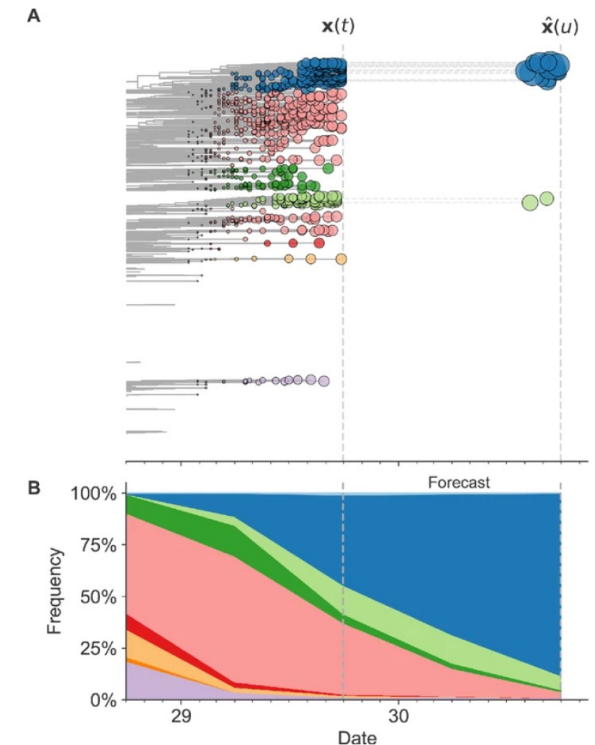 A
x(t)
x̂(u)
B
Forecast
100%
75%
50%
25%
0%
Frequency
29
30
Date